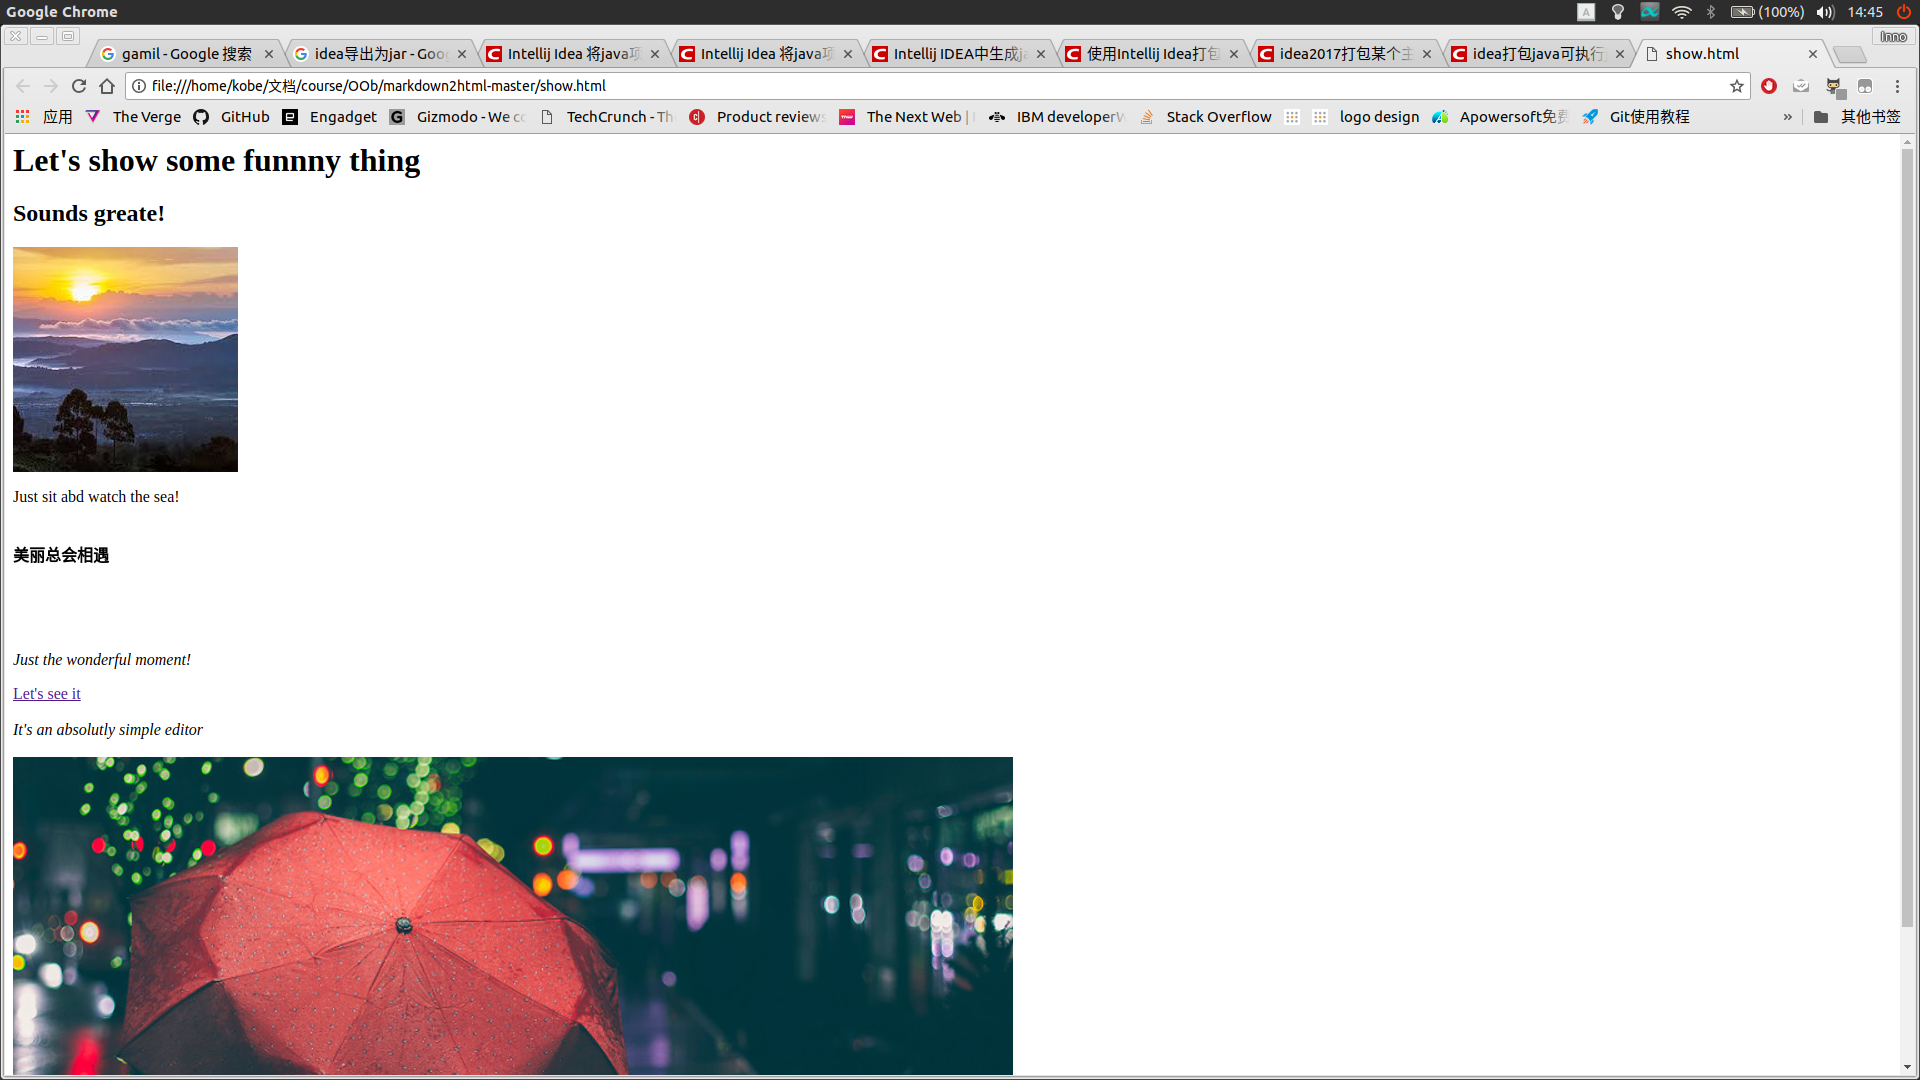 Google Chrome
(100%) 14:45
Inno
gamil - Google 搜索
idea导出为jar - Goo
Intellij Idea 将java项
Intellij Idea 将java项
Intellij IDEA中生成ja
使用Intellij Idea打包
idea2017打包某个主
idea打包java可执行
show.html
file:///home/kobe/文档/course/OOb/markdown2html-master/show.html
应用 The Verge GitHub Engadget Gizmodo - We c TechCrunch - Th Product reviews The Next Web | IBM developerW Stack Overflow logo design Apowersoft免费 Git使用教程 » 其他书签
Let's show some funnny thing
Sounds greate!
Just sit abd watch the sea!
美丽总会相遇
Just the wonderful moment!
Let's see it
It's an absolutly simple editor